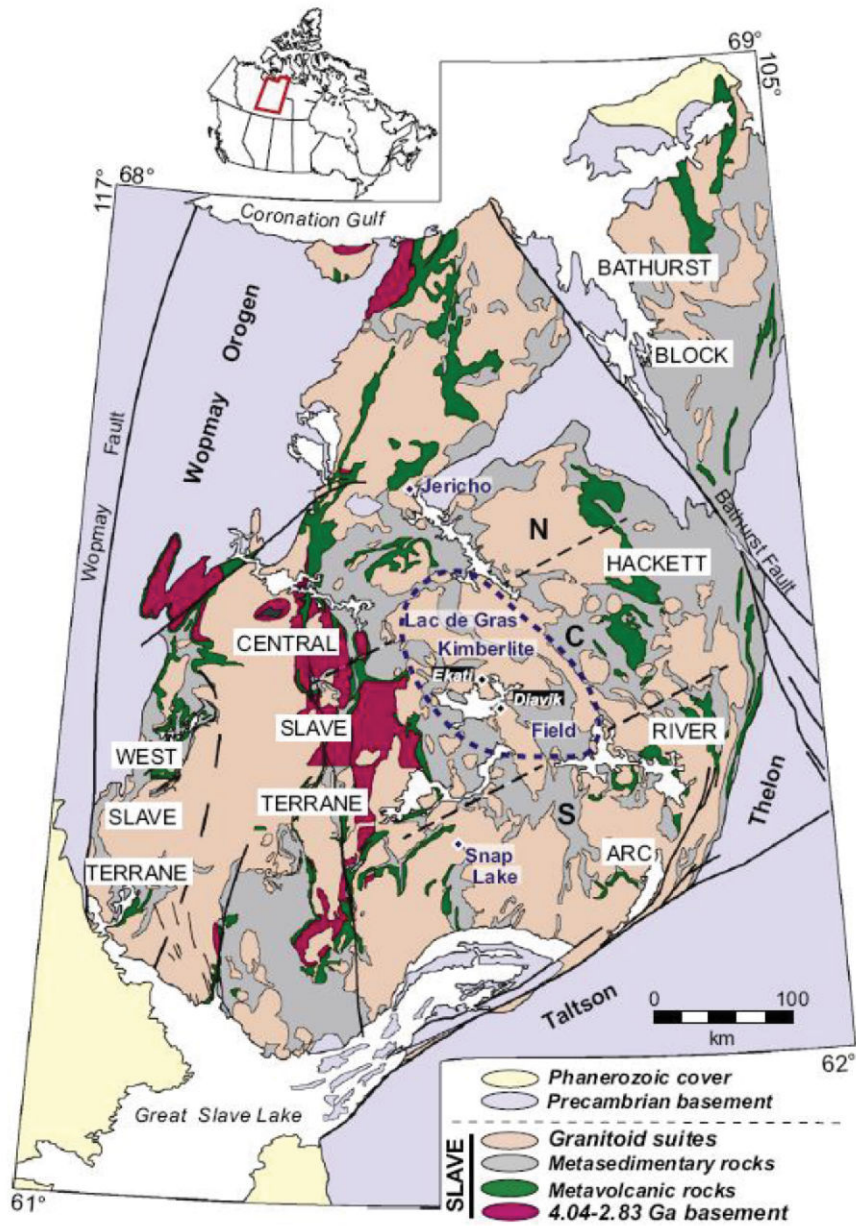 69°
105°
117°
68°
Coronation Gulf
BATHURST
BLOCK
Wopmay Orogen
Wopmay Fault
Jericho
N
HACKETT
Bathurst Fault
Lac de Gras
Kimberlite
C
CENTRAL
Ekati
Diavik
SLAVE
Field
RIVER
WEST
SLAVE
TERRANE
S
Thelon
TERRANE
Snap
Lake
ARC
Taltson
0 100
km
62°
Great Slave Lake
61°
Phanerozoic cover
Precambrian basement
SLAVE
Granitoid suites
Metasedimentary rocks
Metavolcanic rocks
4.04-2.83 Ga basement